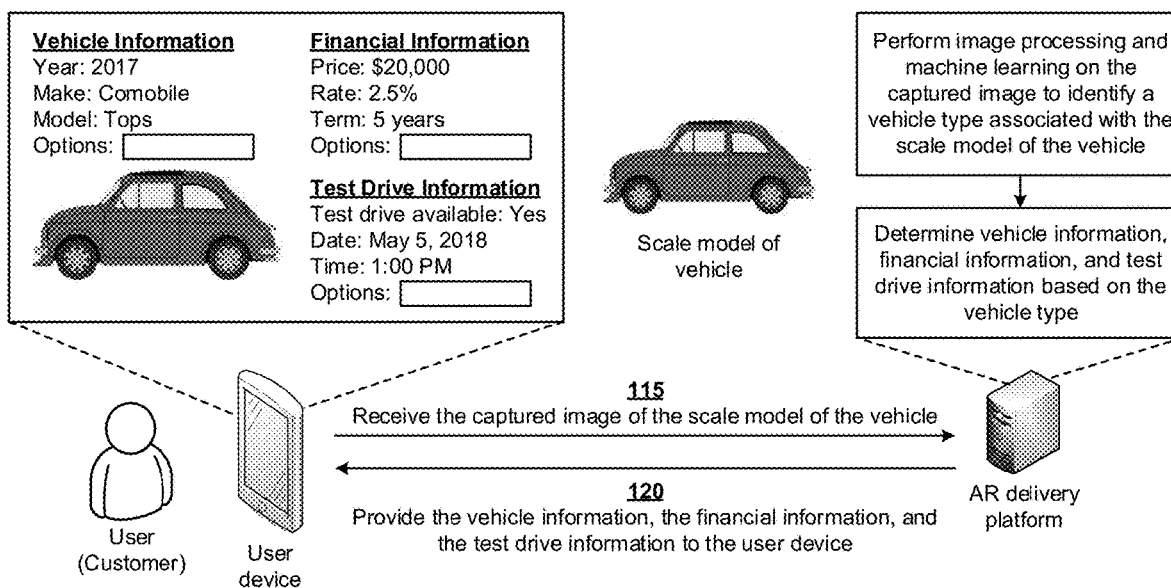 Vehicle Information
Year: 2017
Make: Comobile
Model: Tops
Options:
Financial Information
Price: $20,000
Rate: 2.5%
Term: 5 years
Options:
Test Drive Information
Test drive available: Yes
Date: May 5, 2018
Time: 1:00 PM
Options:
Scale model of
vehicle
Perform image processing and
machine learning on the
captured image to identify a
vehicle type associated with the
scale model of the vehicle
Determine vehicle information,
financial information, and test
drive information based on the
vehicle type
115
Receive the captured image of the scale model of the vehicle
120
Provide the vehicle information, the financial information, and
the test drive information to the user device
User
(Customer)
User
device
AR delivery
platform